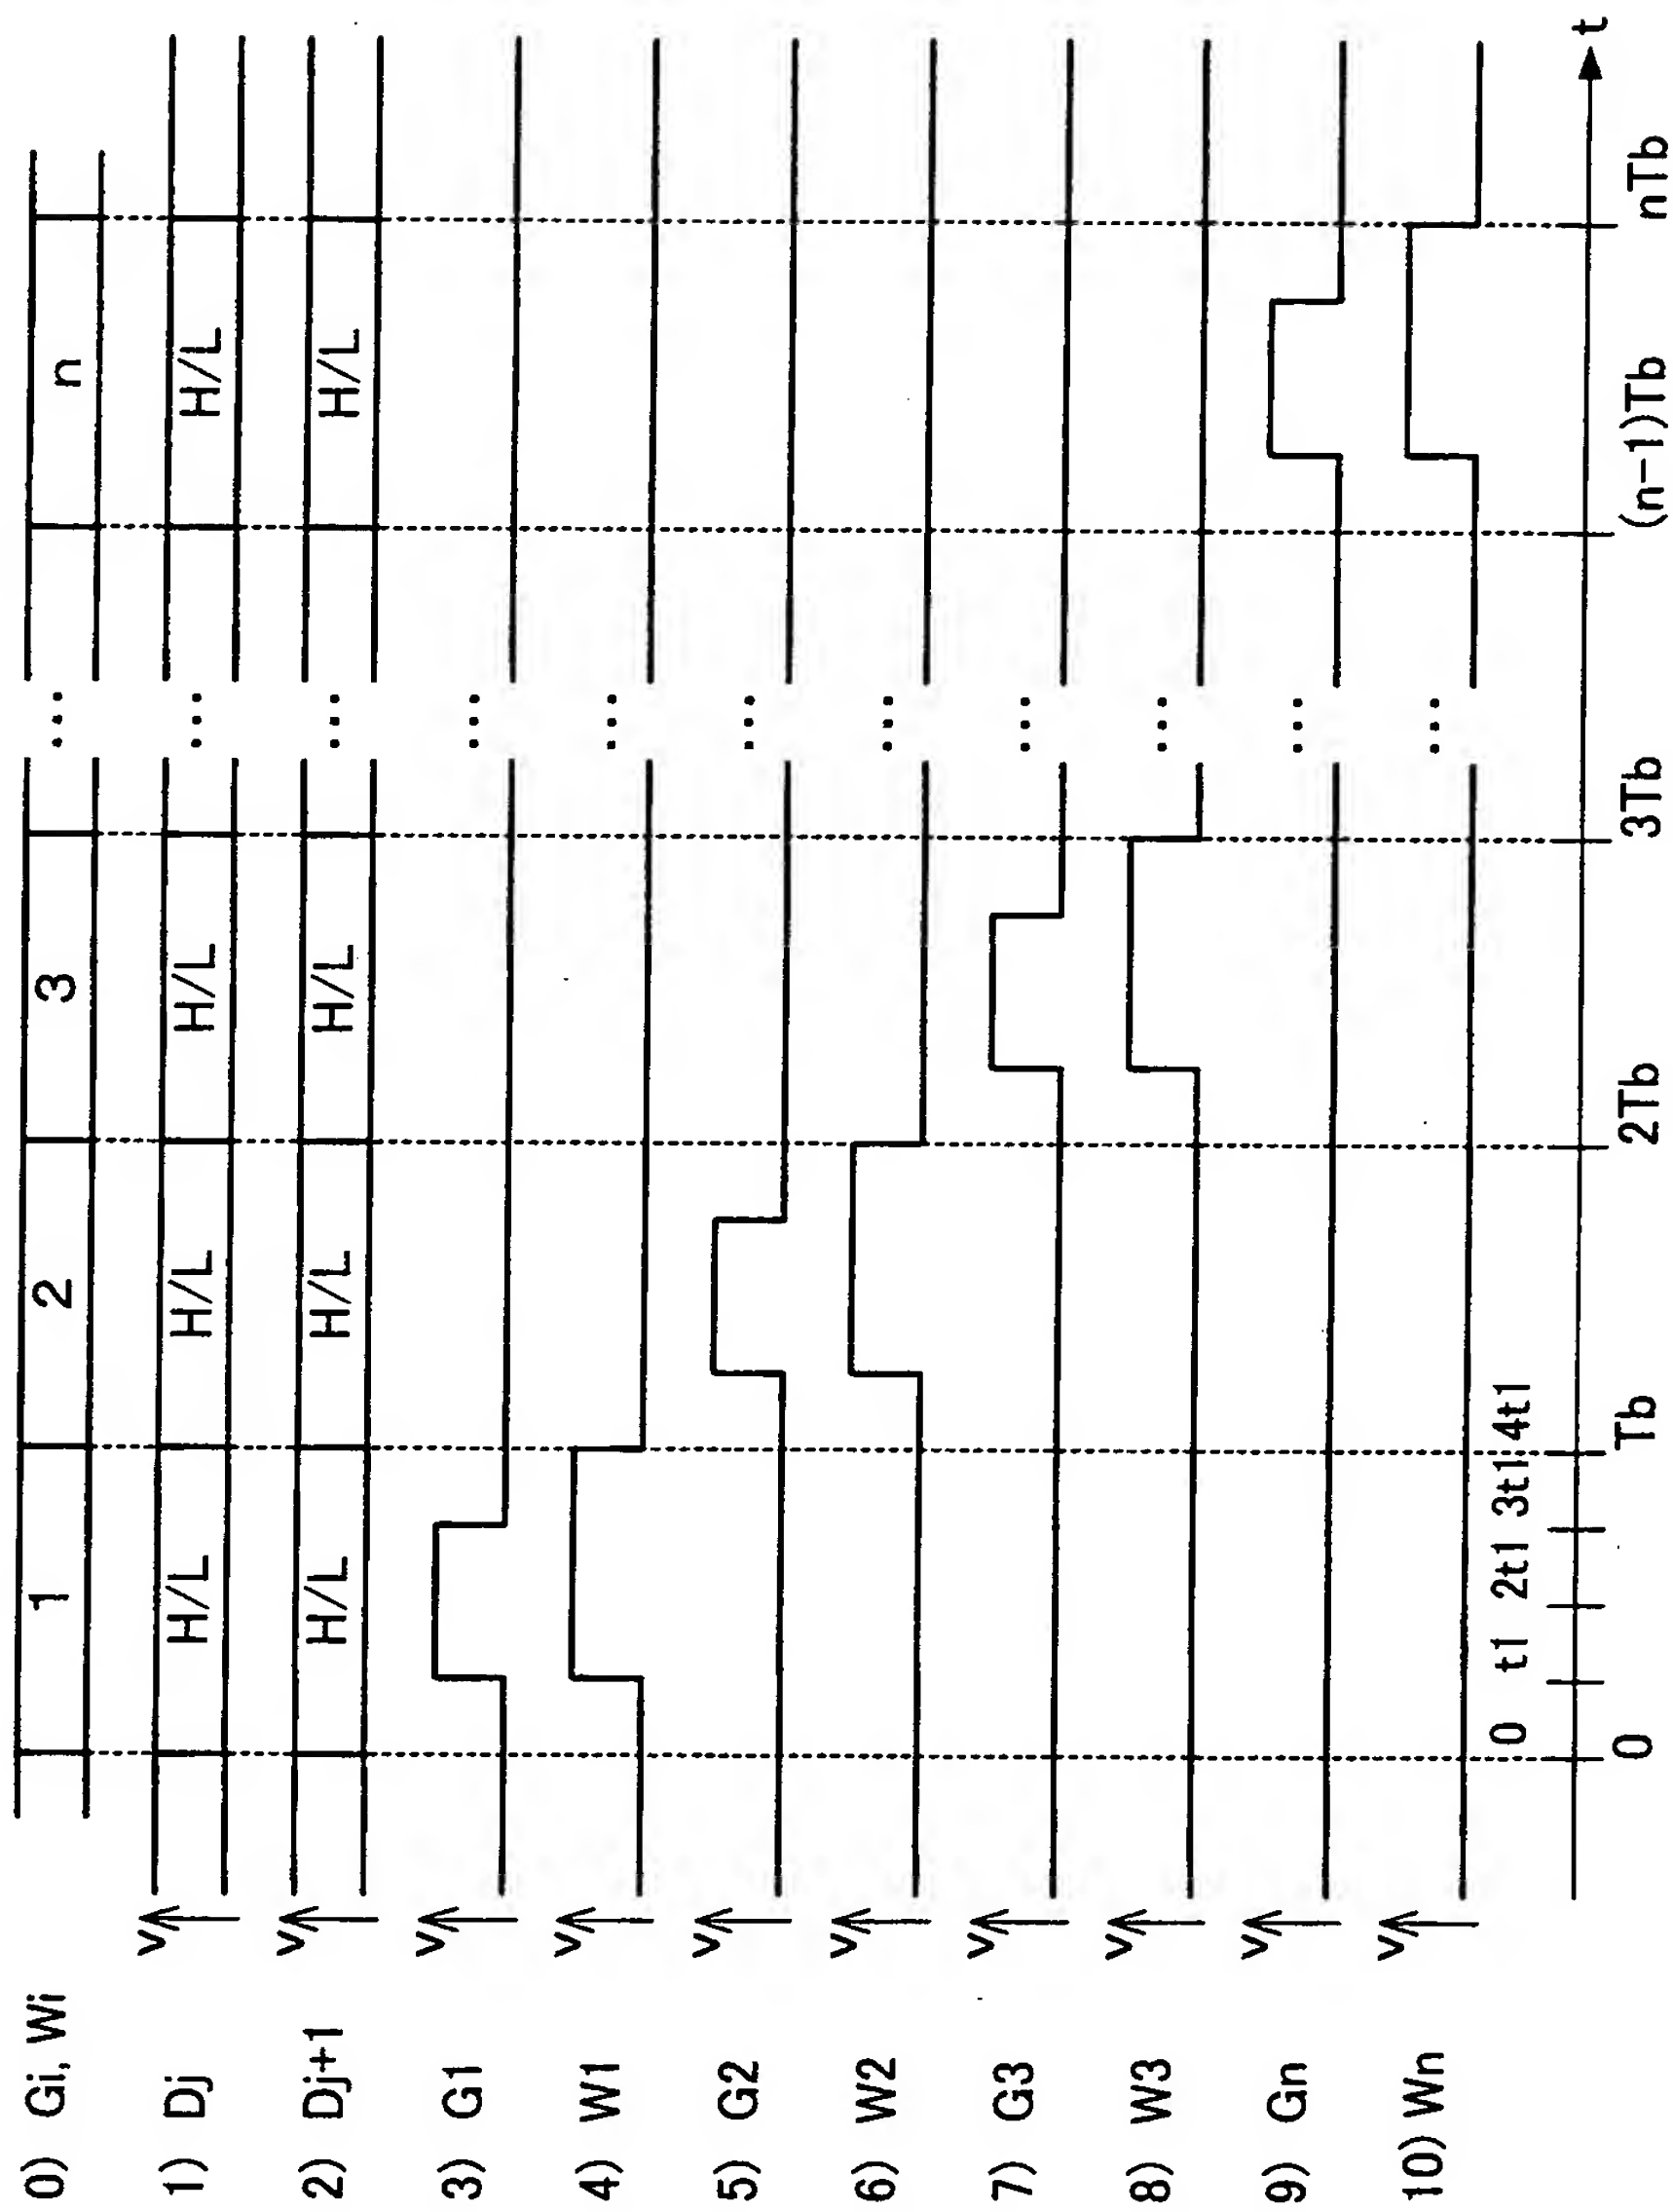 0) Gi, Wi 1 2 3 ... n
1) Dj V H/L H/L H/L ... H/L
2) Dj+1 V H/L H/L H/L ... H/L
3) G1 V ...
4) W1 V ...
5) G2 V ...
6) W2 V ...
7) G3 V ...
8) W3 V ...
9) Gn V ...
10) Wn V ...
0 t1 2t1 3t1 4t1
0 Tb 2Tb 3Tb (n-1)Tb nTb t